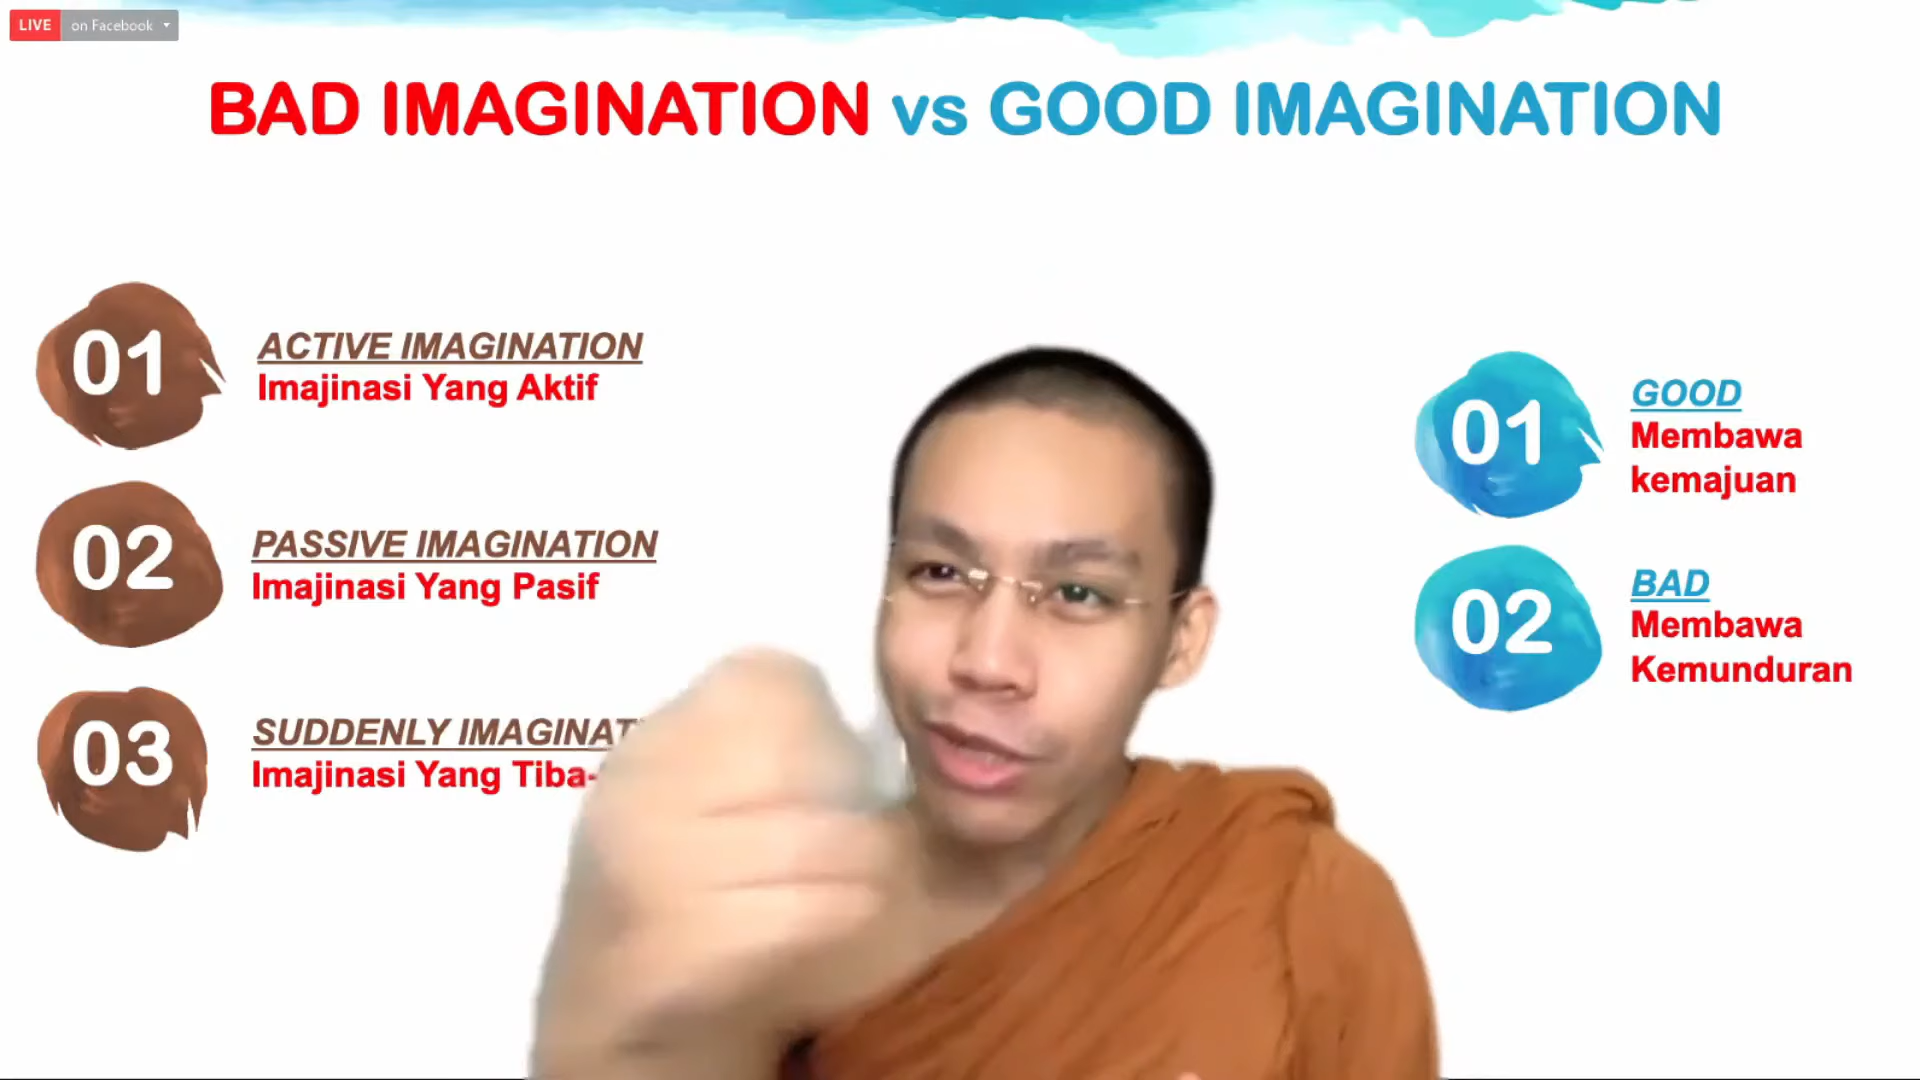 LIVE on Facebook
BAD IMAGINATION vs GOOD IMAGINATION
01
ACTIVE IMAGINATION
Imajinasi Yang Aktif
02
PASSIVE IMAGINATION
Imajinasi Yang Pasif
03
SUDDENLY
Imajinasi Yang Tiba-
01
GOOD
Membawa
kemajuan
02
BAD
Membawa
Kemunduran